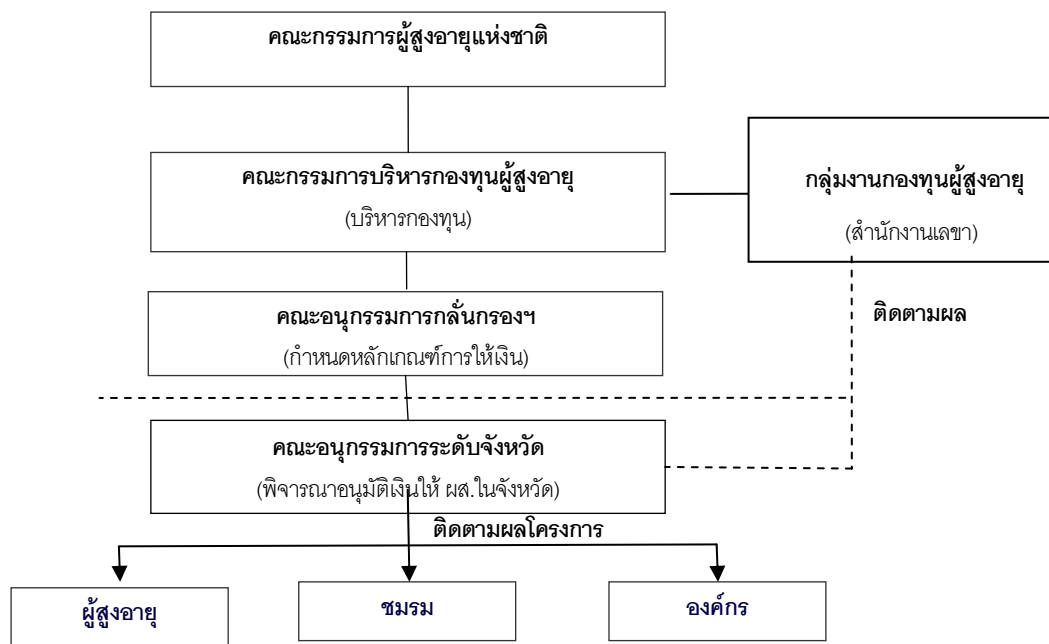 คณะกรรมการผู้สูงอายุแห่งชาติ
คณะกรรมการบริหารกองทุนผู้สูงอายุ
(บริหารกองทุน)
กลุ่มงานกองทุนผู้สูงอายุ
(สำนักงานเลขา)
คณะอนุกรรมการกลั่นกรองฯ
(กำหนดหลักเกณฑ์การให้เงิน)
ติดตามผล
คณะอนุกรรมการระดับจังหวัด
(พิจารณาอนุมัติเงินให้ ผส.ในจังหวัด)
ติดตามผลโครงการ
ผู้สูงอายุ
ชมรม
องค์กร